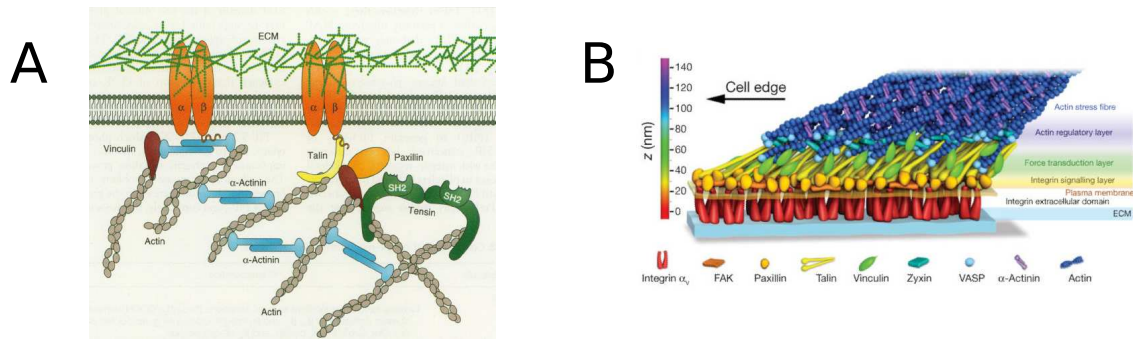 A
ECM
α β α β
Vinculin
Talin
Paxillin
α-Actinin
SH2
SH2
Tensin
Actin
α-Actinin
Actin
B
z (nm)
140
120
100
80
60
40
20
0
Cell edge
Actin stress fibre
Actin regulatory layer
Force transduction layer
Integrin signalling layer
Plasma membrane
Integrin extracellular domain
ECM
Integrin αv FAK Paxillin Talin Vinculin Zyxin VASP α-Actinin Actin